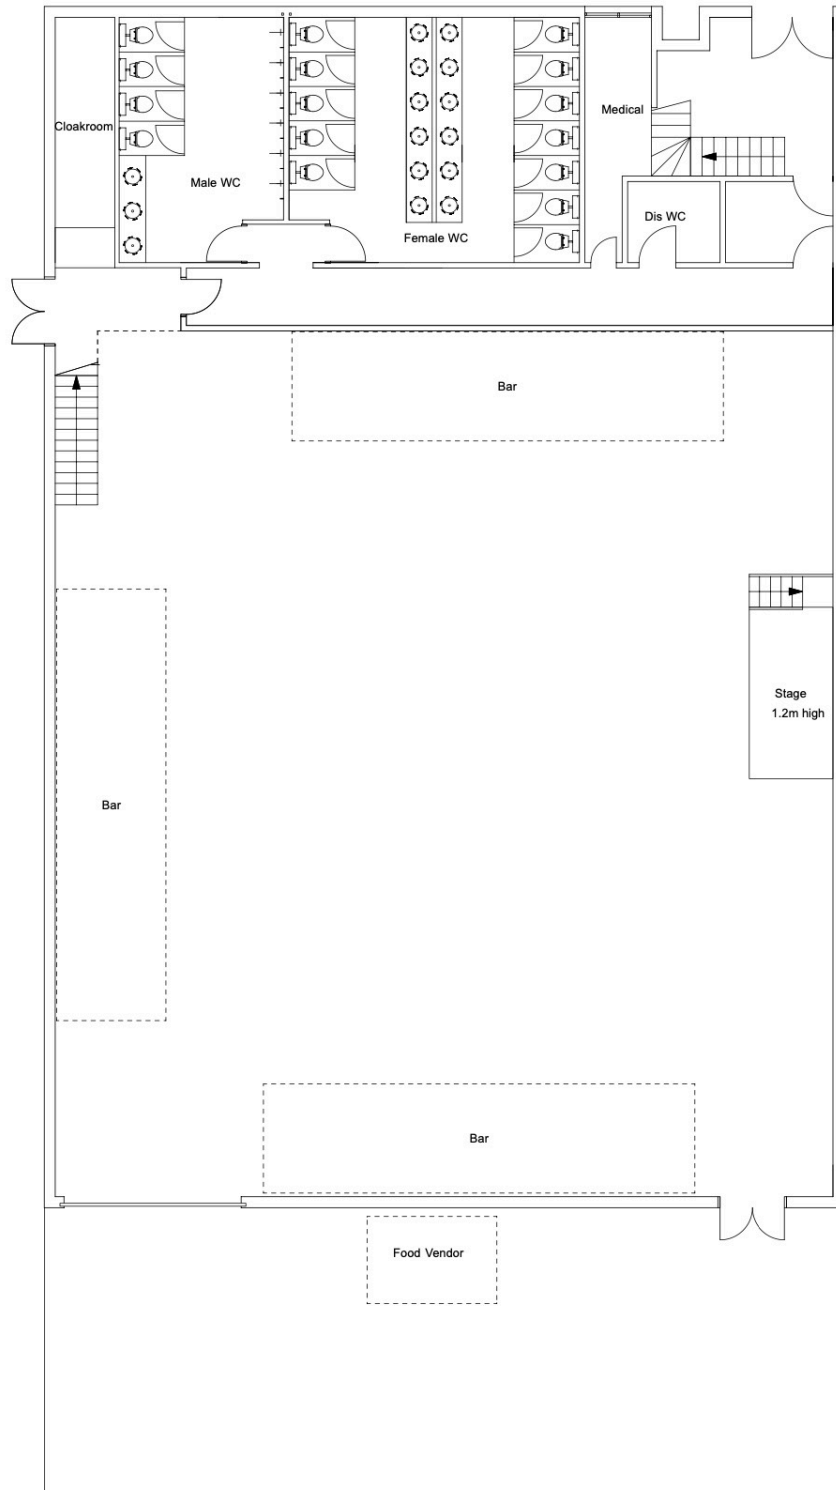 Cloakroom
Medical
Male WC
Female WC
Dis WC
Bar
Stage
1.2m high
Bar
Bar
Food Vendor